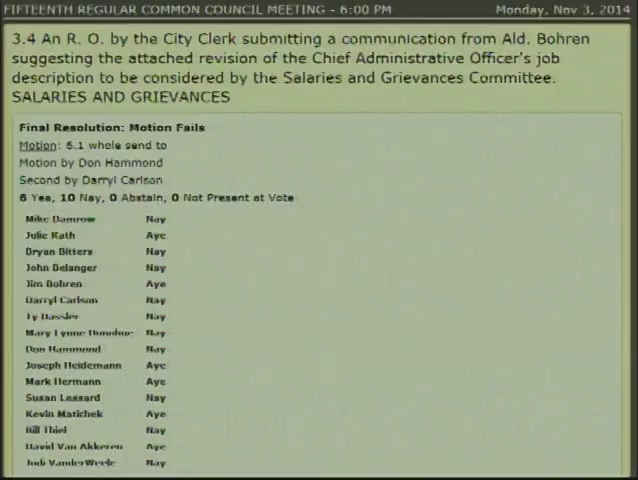 FIFTEENTH REGULAR COMMON COUNCIL MEETING - 6:00 PM Monday, Nov 3, 2014
3.4 An R. O. by the City Clerk submitting a communication from Ald. Bohren
suggesting the attached revision of the Chief Administrative Officer's job
description to be considered by the Salaries and Grievances Committee.
SALARIES AND GRIEVANCES
Final Resolution: Motion Fails
Motion: 6.1 whole send to
Motion by Don Hammond
Second by Darryl Carlson
6 Yea, 10 Nay, 0 Abstain, 0 Not Present at Vote
Mike Damrow Nay
Julie Kath Aye
Bryan Bitters Nay
John Belanger Nay
Jim Bohren Aye
Darryl Carlson Nay
Ty Dassler Nay
Mary Lynne Donohue Nay
Don Hammond Nay
Joseph Heidemann Aye
Mark Hermann Aye
Susan Lessard Nay
Kevin Matichek Aye
Bill Thiel Nay
David Van Akkeren Aye
Jodi VanderWeele Nay